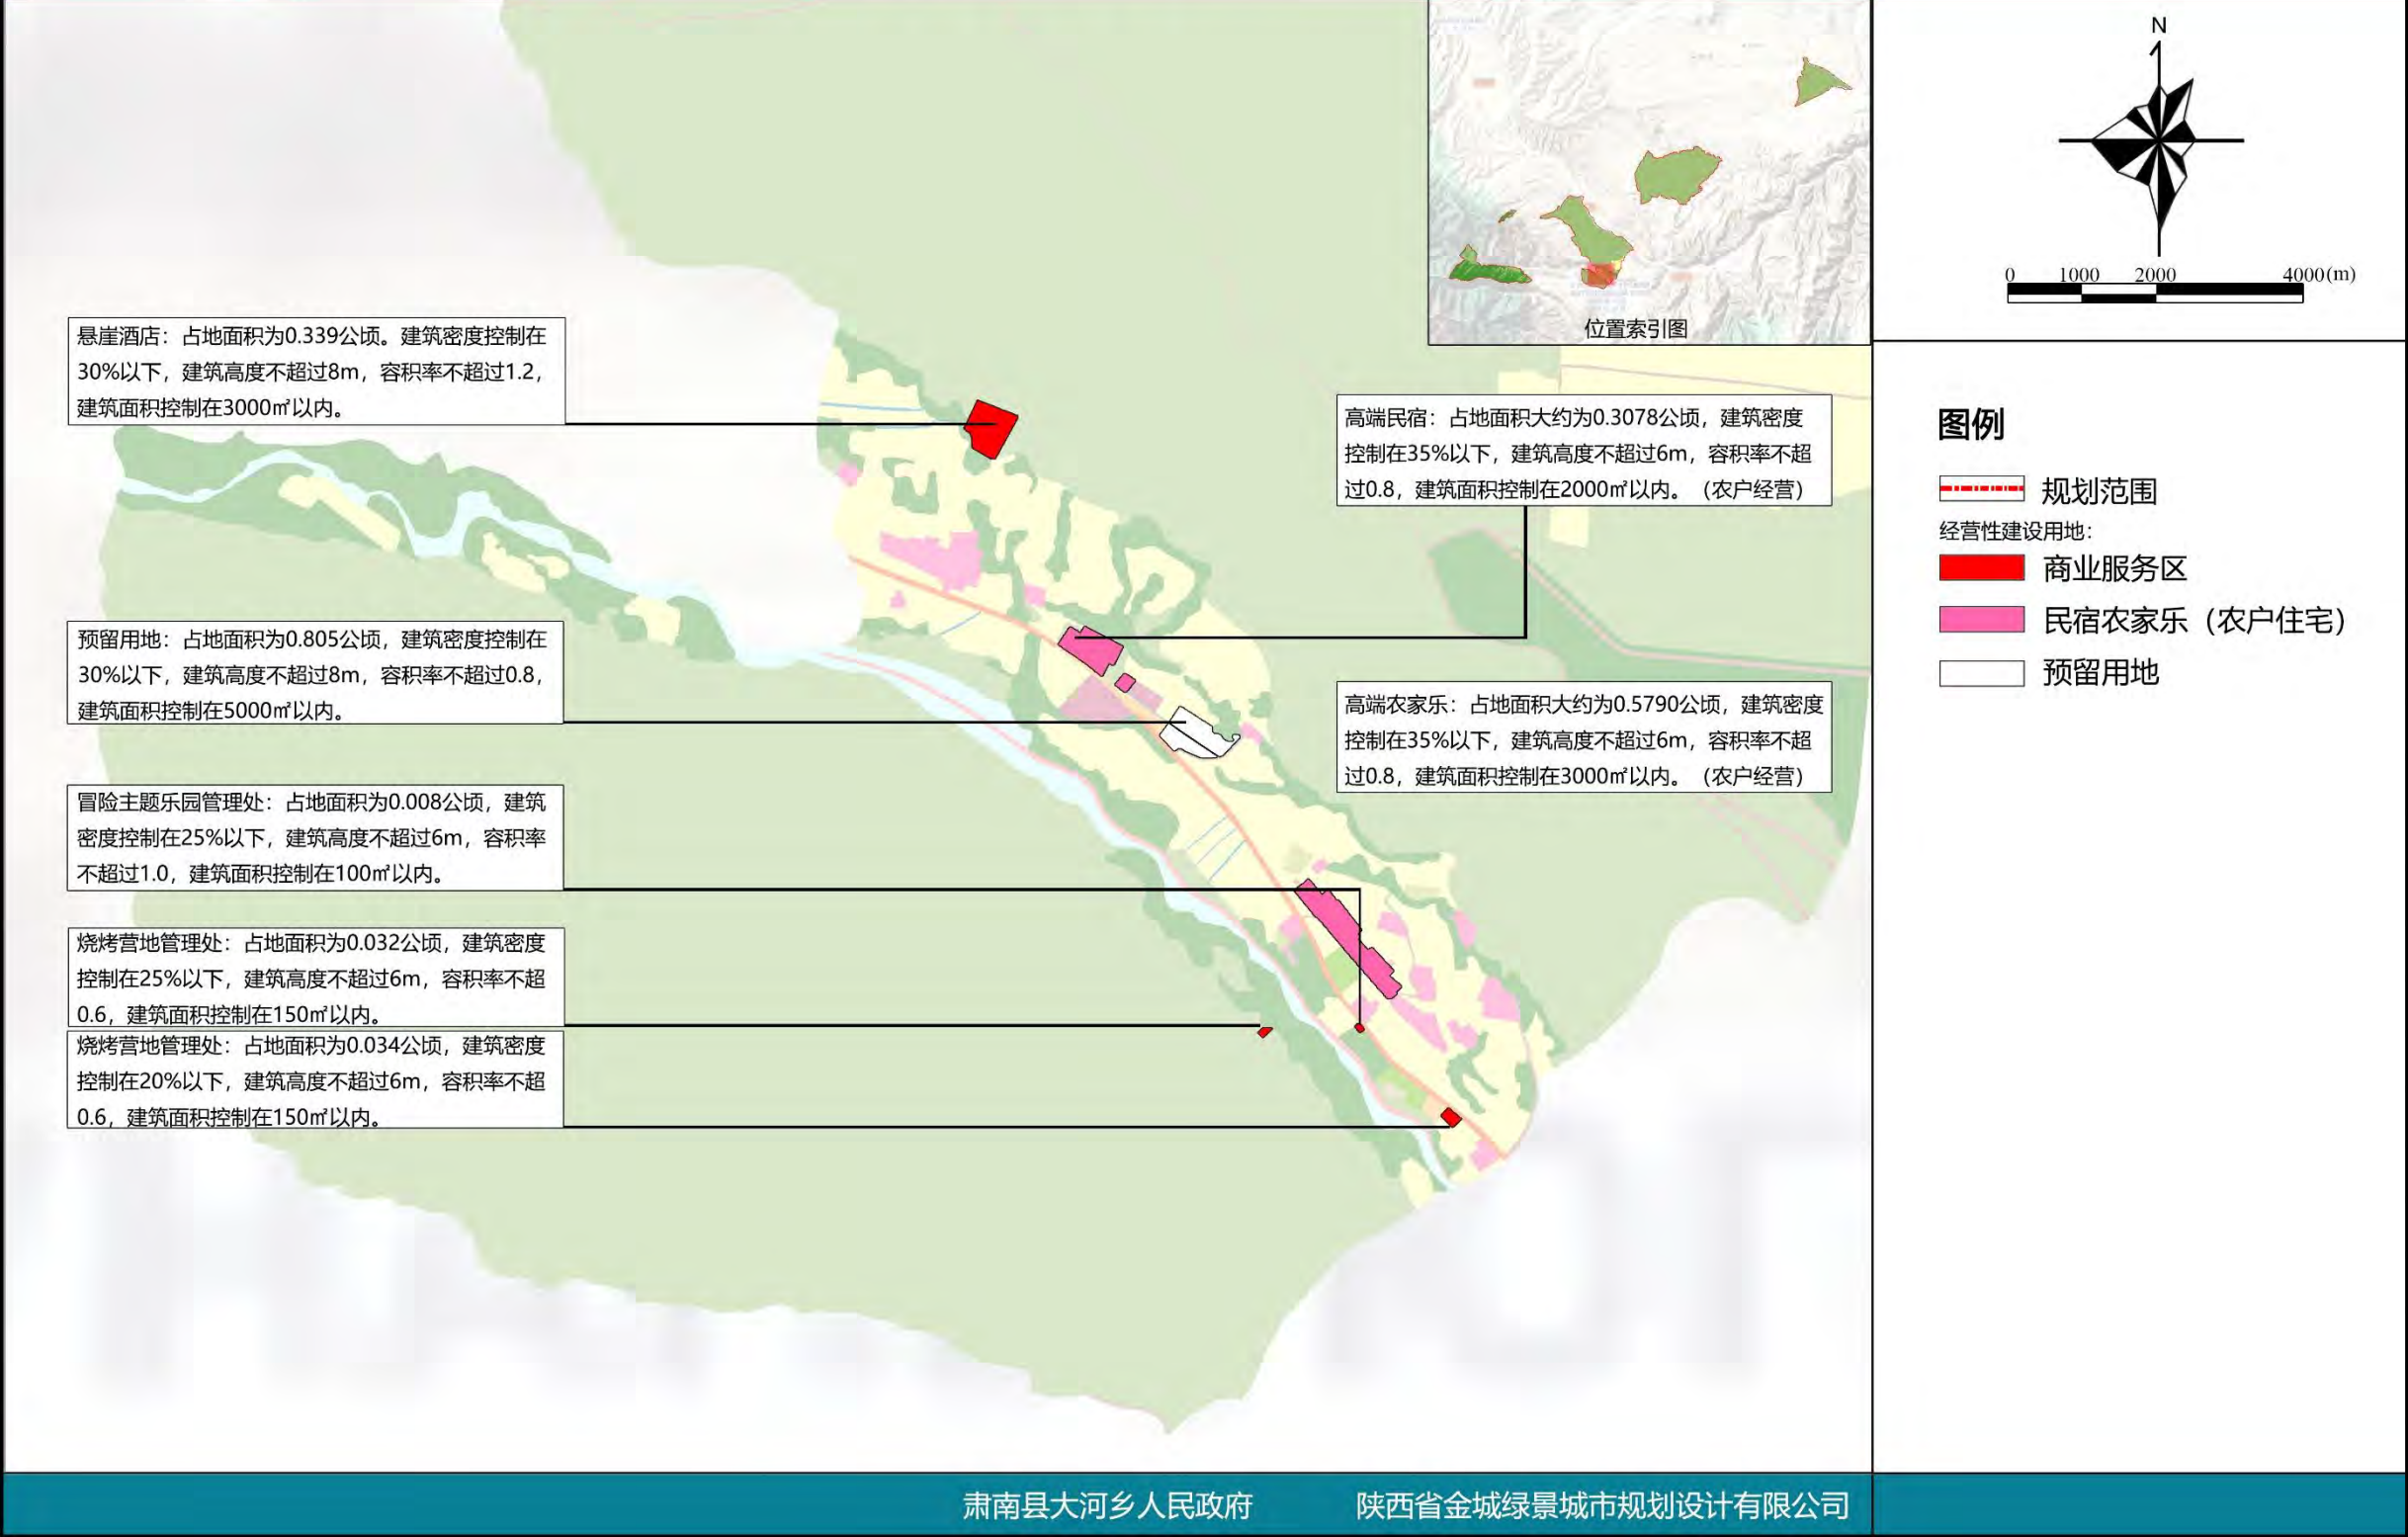 悬崖酒店：占地面积为0.339公顷。建筑密度控制在
30%以下，建筑高度不超过8m，容积率不超过1.2，
建筑面积控制在3000㎡以内。
预留用地：占地面积为0.805公顷，建筑密度控制在
30%以下，建筑高度不超过8m，容积率不超过0.8，
建筑面积控制在5000㎡以内。
冒险主题乐园管理处：占地面积为0.008公顷，建筑
密度控制在25%以下，建筑高度不超过6m，容积率
不超过1.0，建筑面积控制在100㎡以内。
烧烤营地管理处：占地面积为0.032公顷，建筑密度
控制在25%以下，建筑高度不超过6m，容积率不超
0.6，建筑面积控制在150㎡以内。
烧烤营地管理处：占地面积为0.034公顷，建筑密度
控制在20%以下，建筑高度不超过6m，容积率不超
0.6，建筑面积控制在150㎡以内。
位置索引图
高端民宿：占地面积大约为0.3078公顷，建筑密度
控制在35%以下，建筑高度不超过6m，容积率不超
过0.8，建筑面积控制在2000㎡以内。（农户经营）
高端农家乐：占地面积大约为0.5790公顷，建筑密度
控制在35%以下，建筑高度不超过6m，容积率不超
过0.8，建筑面积控制在3000㎡以内。（农户经营）
N
0 1000 2000 4000(m)
图例
规划范围
经营性建设用地：
商业服务区
民宿农家乐（农户住宅）
预留用地
肃南县大河乡人民政府 陕西省金城绿景城市规划设计有限公司